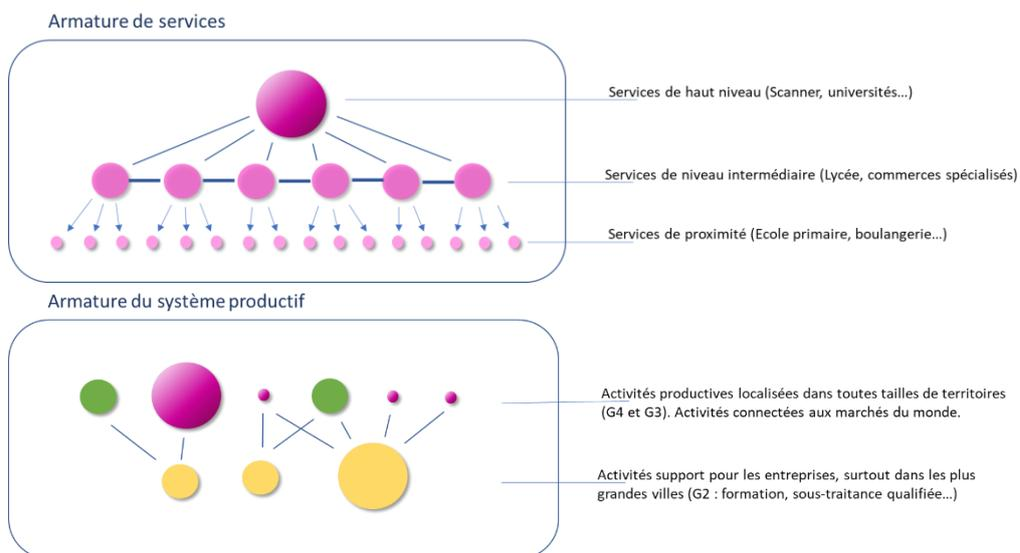 Armature de services
Services de haut niveau (Scanner, universités…)
Services de niveau intermédiaire (Lycée, commerces spécialisés)
Services de proximité (Ecole primaire, boulangerie…)
Armature du système productif
Activités productives localisées dans toutes tailles de territoires
(G4 et G3). Activités connectées aux marchés du monde.
Activités support pour les entreprises, surtout dans les plus
grandes villes (G2 : formation, sous-traitance qualifiée…)